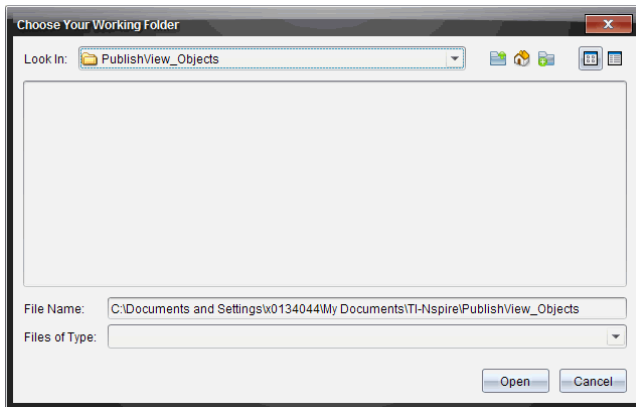 Choose Your Working Folder
Look In: PublishView_Objects
File Name: C:\Documents and Settings\x0134044\My Documents\TI-Nspire\PublishView_Objects
Files of Type:
Open Cancel